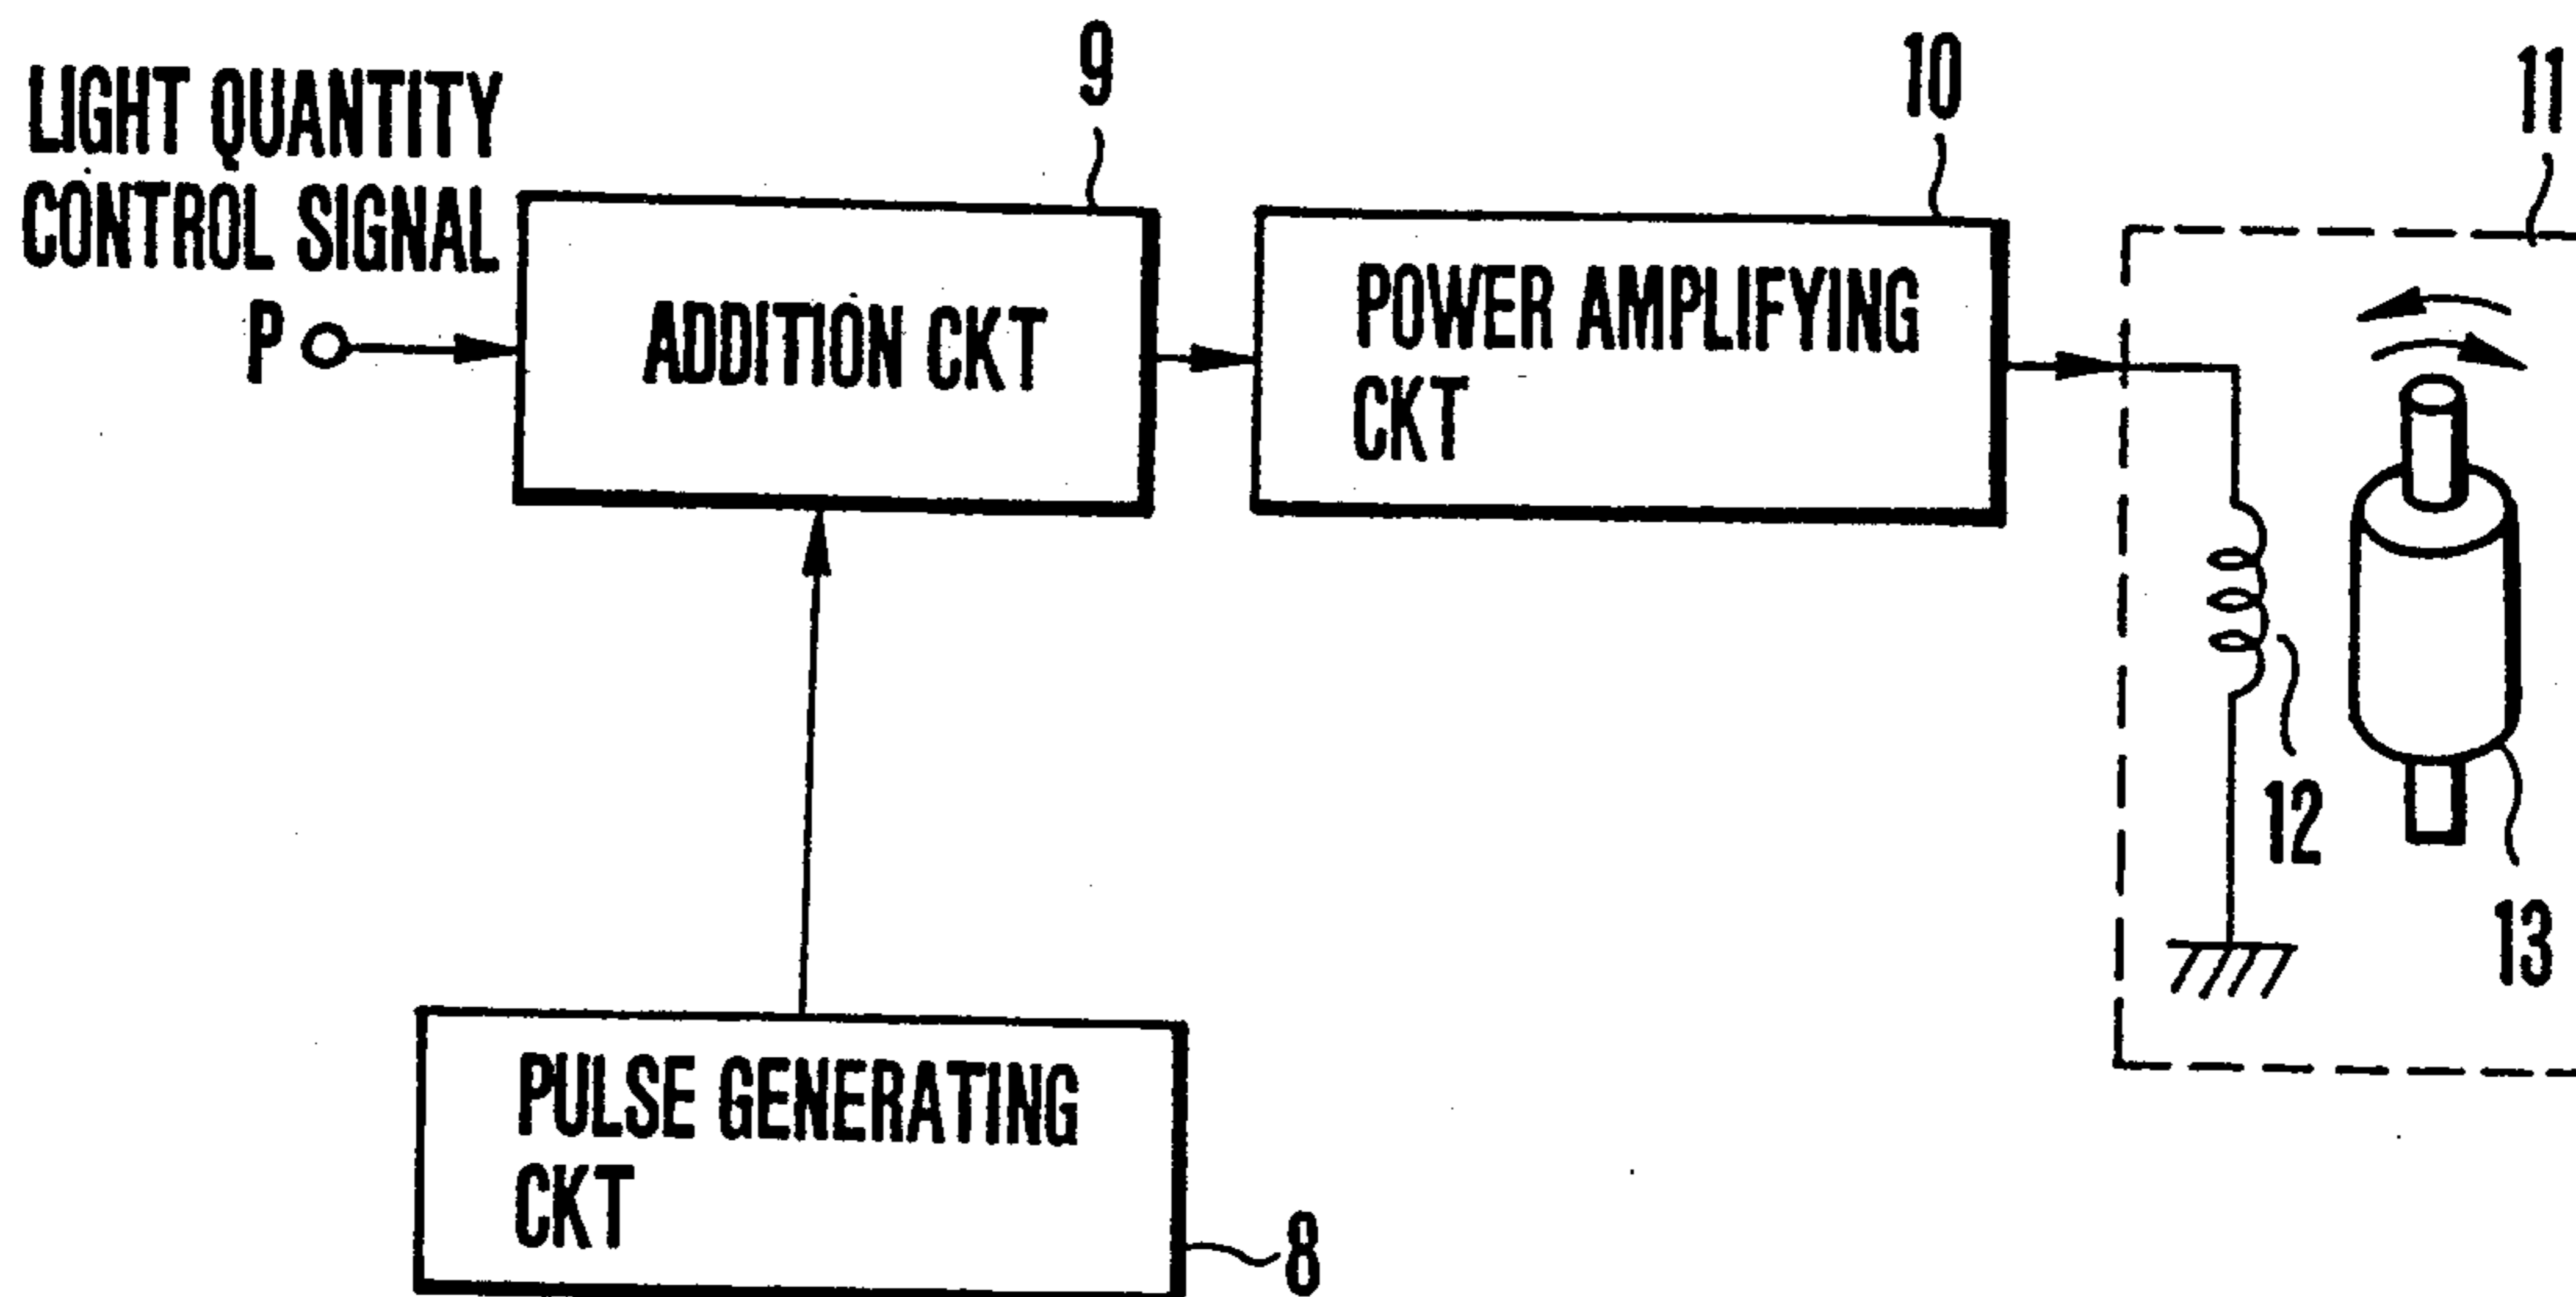 LIGHT QUANTITY
CONTROL SIGNAL
P
9
10
11
ADDITION CKT
POWER AMPLIFYING
CKT
12
13
PULSE GENERATING
CKT
8